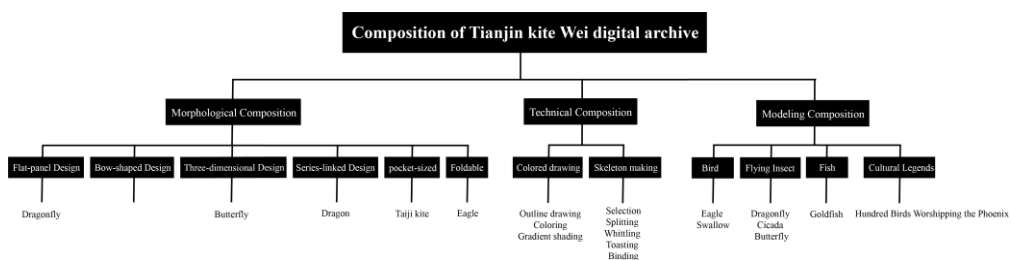 Composition of Tianjin kite Wei digital archive
Morphological Composition
Technical Composition
Modeling Composition
Flat-panel Design
Bow-shaped Design
Three-dimensional Design
Series-linked Design
pocket-sized
Foldable
Colored drawing
Skeleton making
Bird
Flying Insect
Fish
Cultural Legends
Dragonfly
Butterfly
Dragon
Taiji kite
Eagle
Outline drawing
Coloring
Gradient shading
Selection
Splitting
Whittling
Toasting
Binding
Eagle
Swallow
Dragonfly
Cicada
Butterfly
Goldfish
Hundred Birds Worshipping the Phoenix